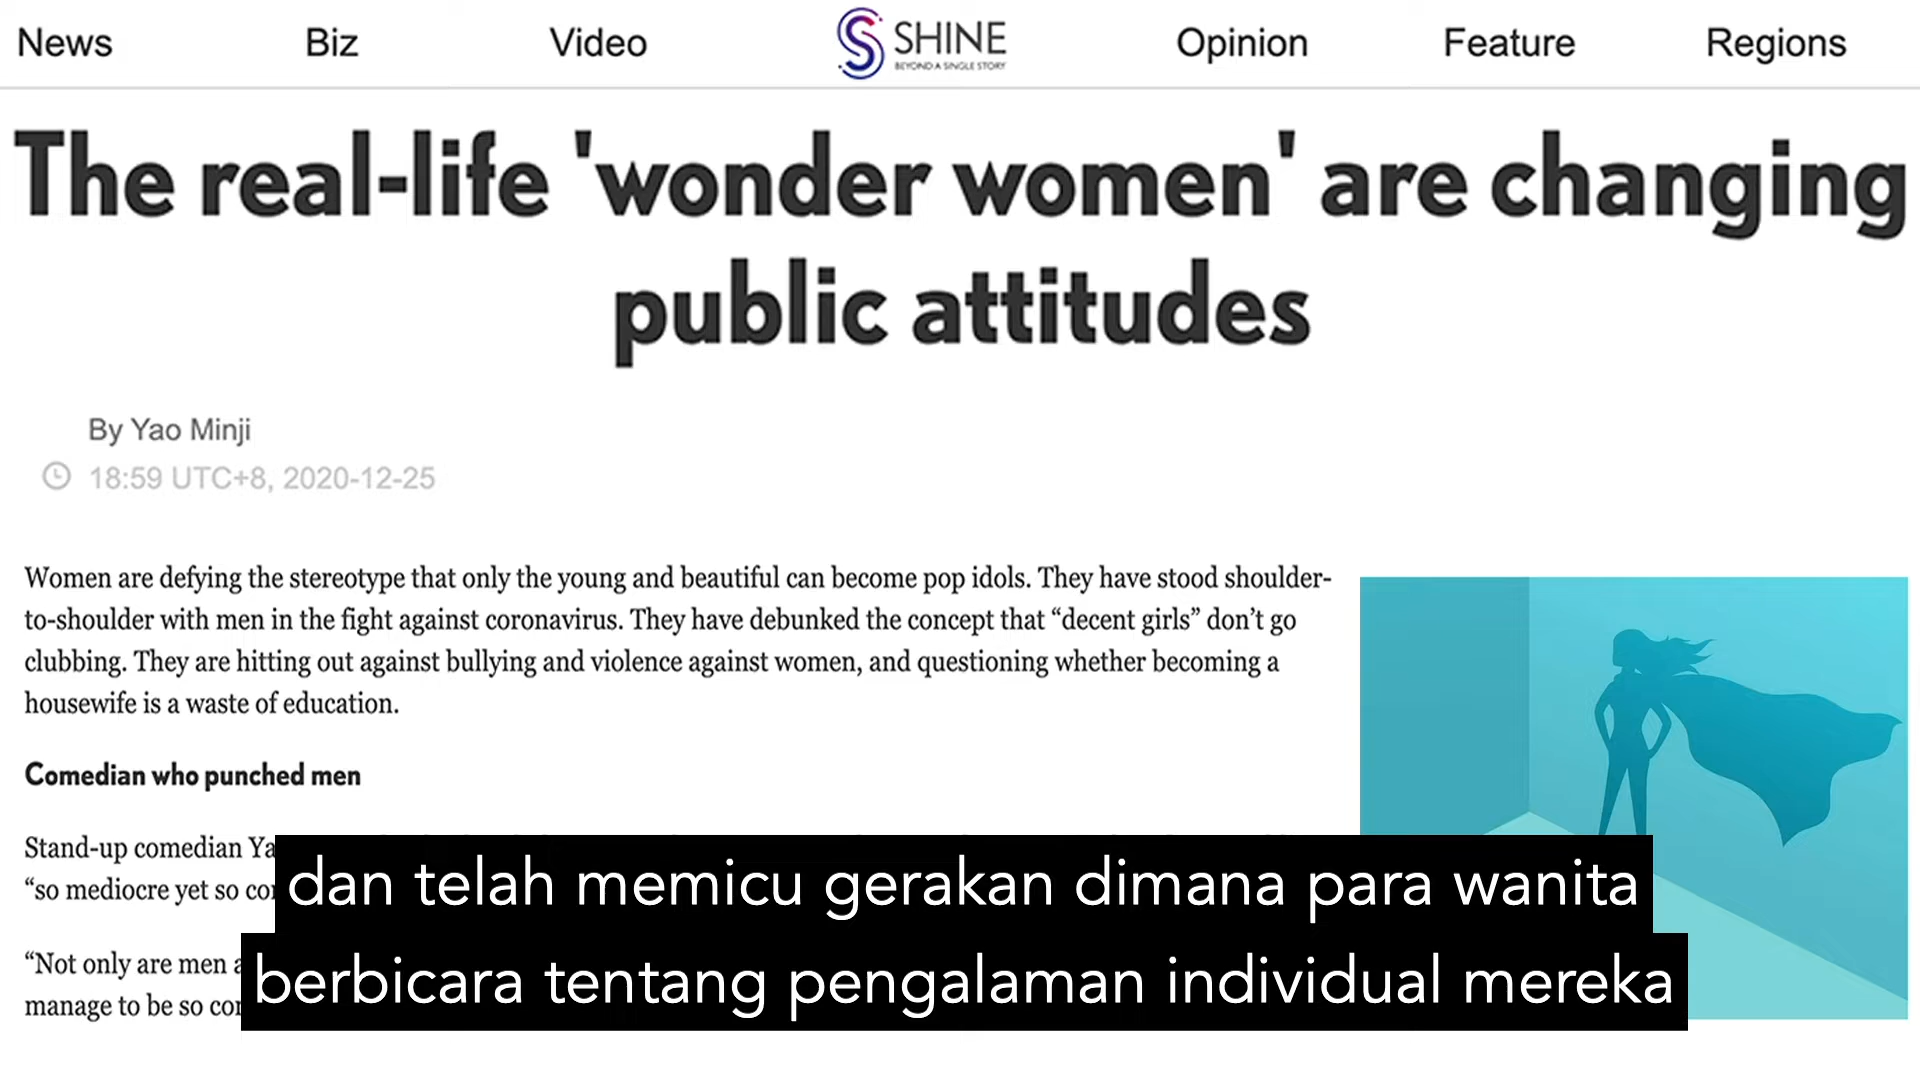 News Biz Video SHINE Opinion Feature Regions
BEYOND A SINGLE STORY
The real-life 'wonder women' are changing
public attitudes
By Yao Minji
18:59 UTC+8, 2020-12-25
Women are defying the stereotype that only the young and beautiful can become pop idols. They have stood shoulder-
to-shoulder with men in the fight against coronavirus. They have debunked the concept that “decent girls” don’t go
clubbing. They are hitting out against bullying and violence against women, and questioning whether becoming a
housewife is a waste of education.
Comedian who punched men
Stand-up comedian
“so mediocre yet so
“Not only are men
manage to be so
dan telah memicu gerakan dimana para wanita
berbicara tentang pengalaman individual mereka